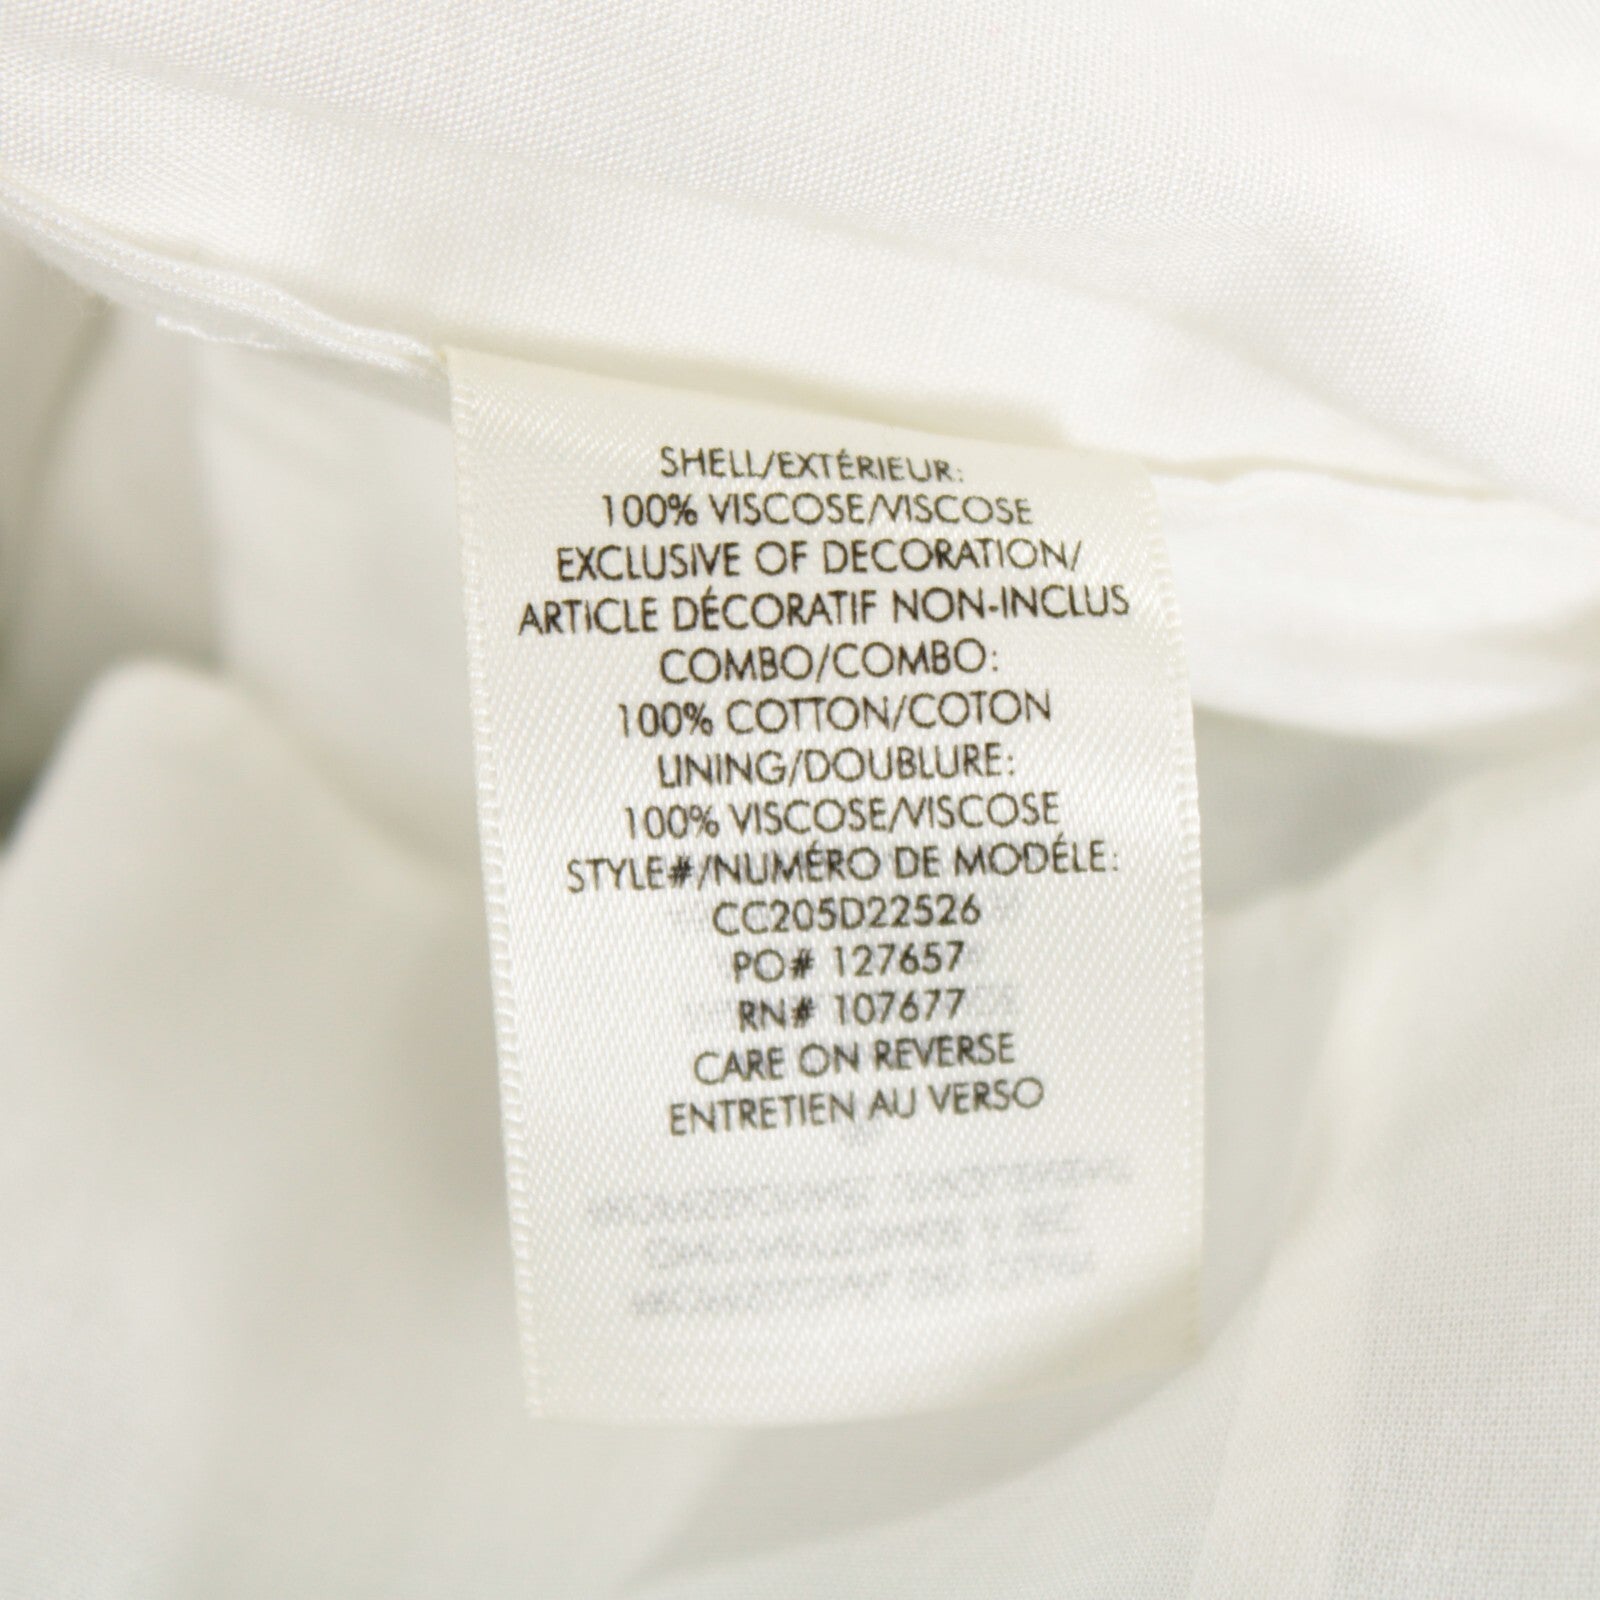 SHELL/EXTÉRIEUR:
100% VISCOSE/VISCOSE
EXCLUSIVE OF DECORATION/
ARTICLE DÉCORATIF NON-INCLUS
COMBO/COMBO:
100% COTTON/COTON
LINING/DOUBLURE:
100% VISCOSE/VISCOSE
STYLE#/NUMÉRO DE MODÉLE:
CC205D22526
PO# 127657
RN# 107677
CARE ON REVERSE
ENTRETIEN AU VERSO